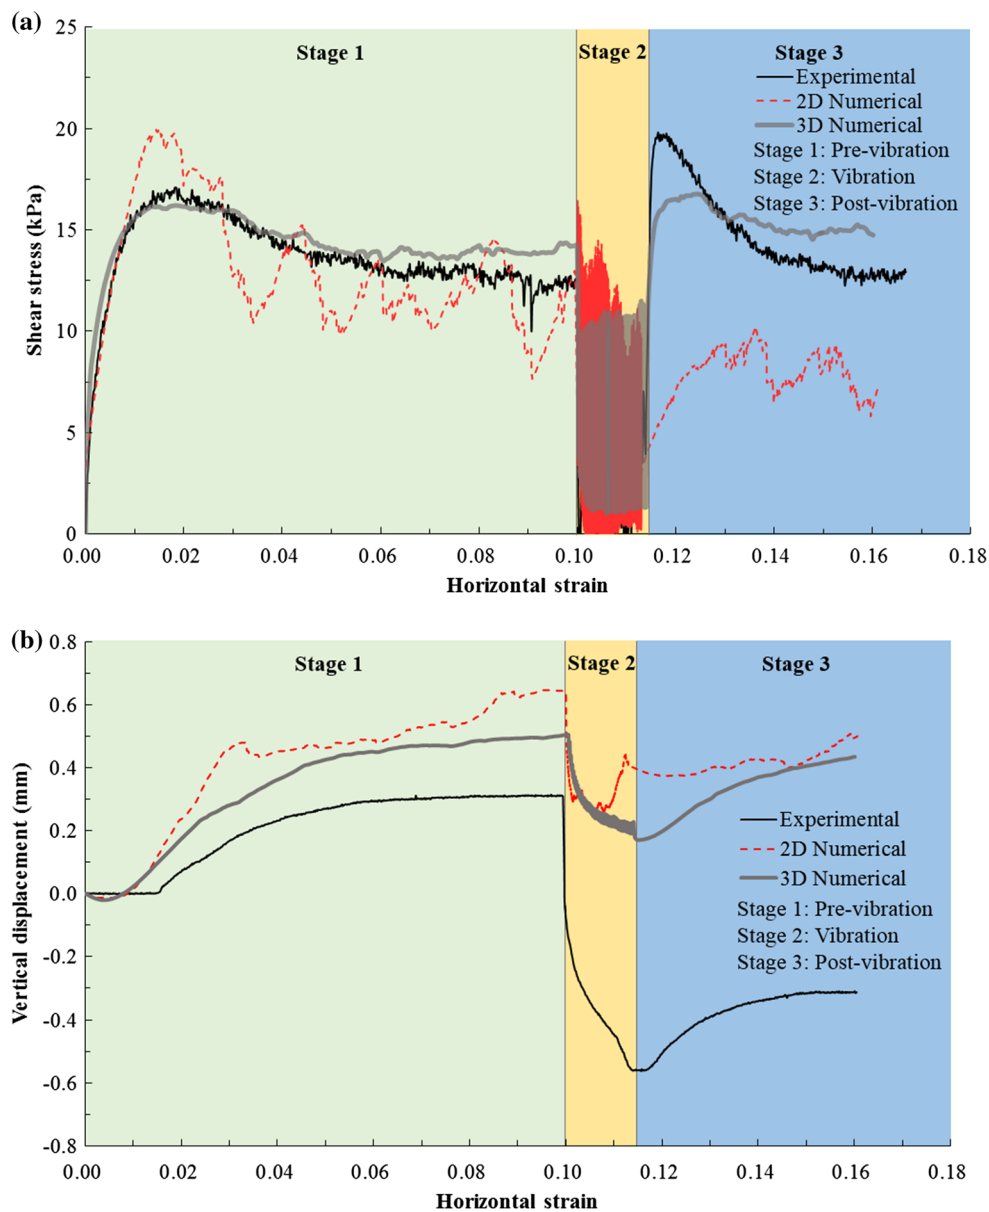 (a)
25
20
15
10
5
0
Shear stress (kPa)
Stage 1
Stage 2
Stage 3
Experimental
2D Numerical
3D Numerical
Stage 1: Pre-vibration
Stage 2: Vibration
Stage 3: Post-vibration
0.00 0.02 0.04 0.06 0.08 0.10 0.12 0.14 0.16 0.18
Horizontal strain
(b)
0.8
0.6
0.4
0.2
0.0
-0.2
-0.4
-0.6
-0.8
Vertical displacement (mm)
Stage 1
Stage 2
Stage 3
Experimental
2D Numerical
3D Numerical
Stage 1: Pre-vibration
Stage 2: Vibration
Stage 3: Post-vibration
0.00 0.02 0.04 0.06 0.08 0.10 0.12 0.14 0.16 0.18
Horizontal strain